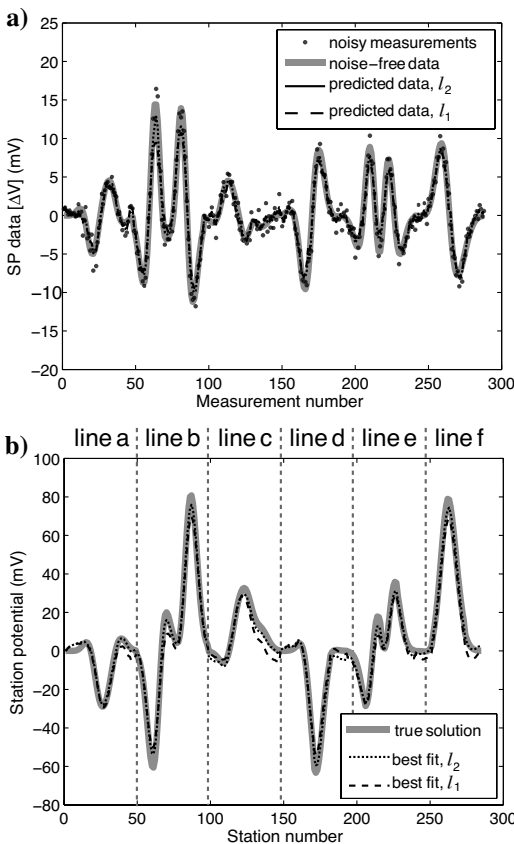 a)
25
20
15
10
5
0
−5
−10
−15
−20
SP data [ΔV] (mV)
noisy measurements
noise−free data
predicted data, l2
predicted data, l1
0 50 100 150 200 250 300
Measurement number
b)
line a line b line c line d line e line f
100
80
60
40
20
0
−20
−40
−60
−80
Station potential (mV)
true solution
best fit, l2
best fit, l1
0 50 100 150 200 250 300
Station number